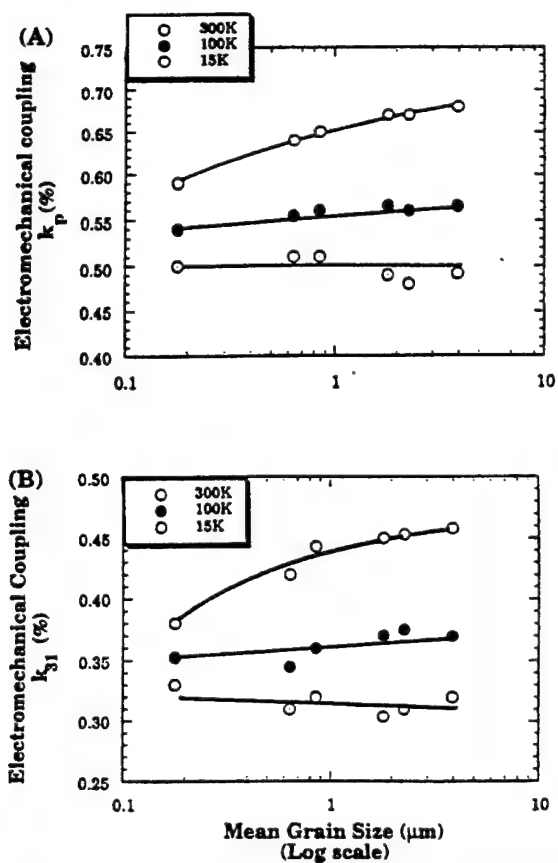 (A)
300K
100K
15K
0.75
0.70
0.65
0.60
0.55
0.50
0.45
0.40
Electromechanical coupling
kp (%)
0.1
1
10
(B)
300K
100K
15K
0.50
0.45
0.40
0.35
0.30
0.25
Electromechanical Coupling
k31 (%)
0.1
1
10
Mean Grain Size (μm)
(Log scale)